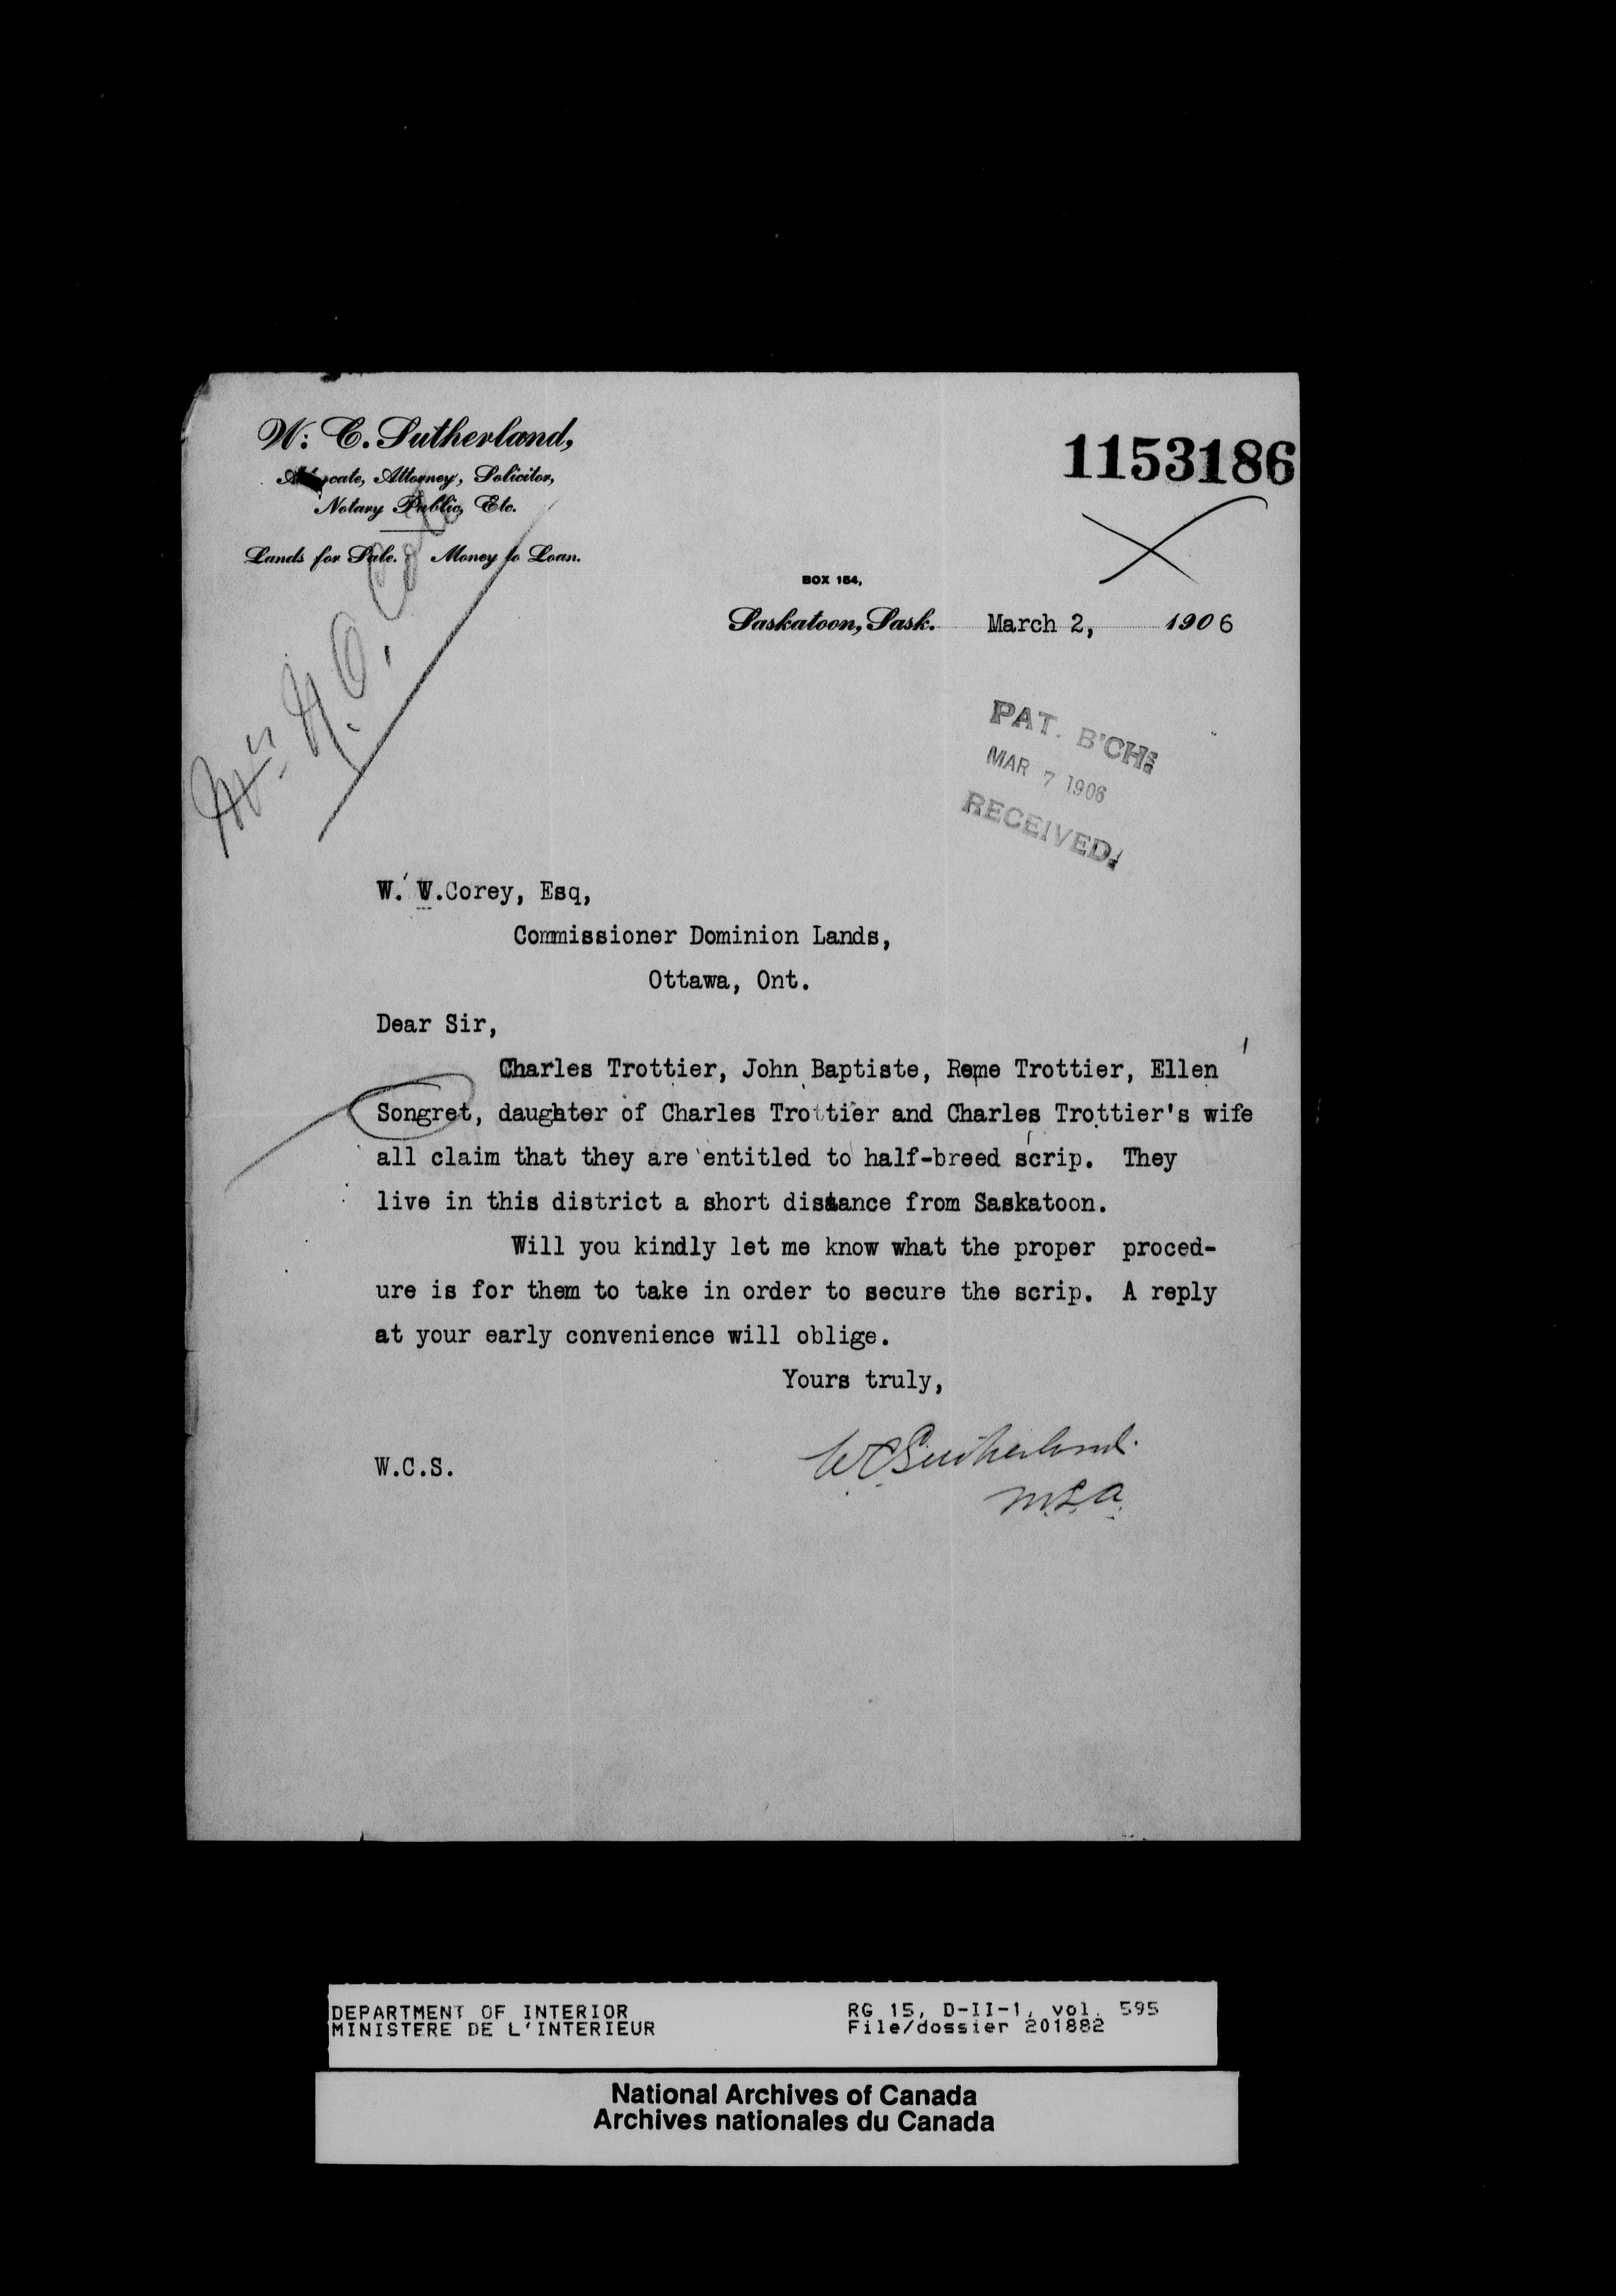 W. C. Sutherland,
Advocate, Attorney, Solicitor,
Notary Public, Etc.
Lands for Sale. Money to Loan.
1153186
BOX 154,
Saskatoon, Sask. March 2, 1906
PAT. B'CH
MAR 7 1906
RECEIVED.
W. W.Corey, Esq,
Commissioner Dominion Lands,
Ottawa, Ont.
Dear Sir,
Charles Trottier, John Baptiste, Reme Trottier, Ellen
Songret, daughter of Charles Trottier and Charles Trottier's wife
all claim that they are entitled to half-breed scrip. They
live in this district a short distance from Saskatoon.
Will you kindly let me know what the proper proced-
ure is for them to take in order to secure the scrip. A reply
at your early convenience will oblige.
Yours truly,
WCSutherland.
M.L.A.
W.C.S.
DEPARTMENT OF INTERIOR
MINISTERE DE L'INTERIEUR
RG 15, D-II-1, vol. 595
File/dossier 201882
National Archives of Canada
Archives nationales du Canada